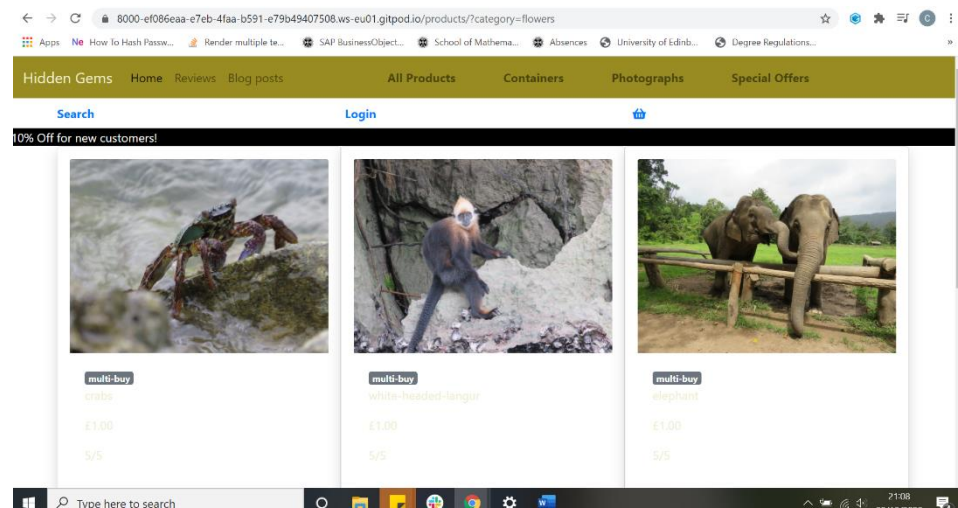 8000-ef086eaa-e7eb-4faa-b591-e79b49407508.ws-eu01.gitpod.io/products/?category=flowers
Apps Ne How To Hash Passw... Render multiple te... SAP BusinessObject... School of Mathema... Absences University of Edinb... Degree Regulations... »
Hidden Gems Home Reviews Blog posts All Products Containers Photographs Special Offers
Search Login
10% Off for new customers!
multi-buy multi-buy multi-buy
crabs white-headed-langur elephant
£1.00 £1.00 £1.00
5/5 5/5 5/5
Type here to search 21:08